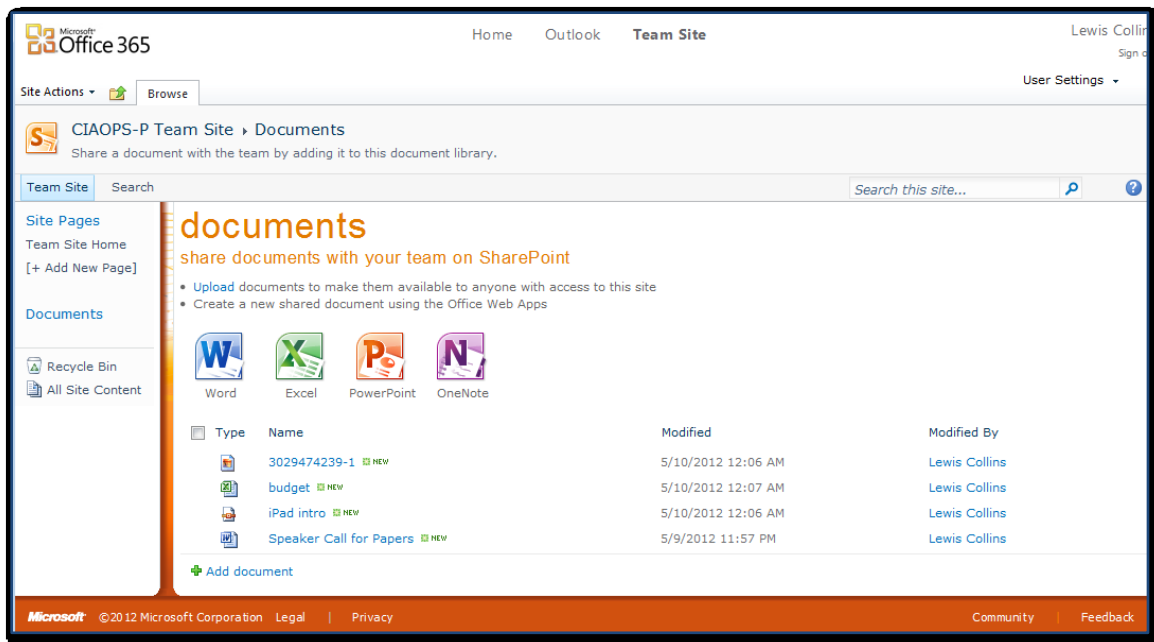 Microsoft®
Office 365
Home Outlook Team Site
Lewis Collin
Sign o
User Settings
Site Actions Browse
CIAOPS-P Team Site Documents
Share a document with the team by adding it to this document library.
Team Site Search
Search this site...
Site Pages
Team Site Home
[+ Add New Page]
Documents
Recycle Bin
All Site Content
documents
share documents with your team on SharePoint
• Upload documents to make them available to anyone with access to this site
• Create a new shared document using the Office Web Apps
Word Excel PowerPoint OneNote
Type Name Modified Modified By
3029474239-1 NEW 5/10/2012 12:06 AM Lewis Collins
budget NEW 5/10/2012 12:07 AM Lewis Collins
iPad intro NEW 5/10/2012 12:06 AM Lewis Collins
Speaker Call for Papers NEW 5/9/2012 11:57 PM Lewis Collins
Add document
Microsoft® ©2012 Microsoft Corporation Legal | Privacy Community | Feedback